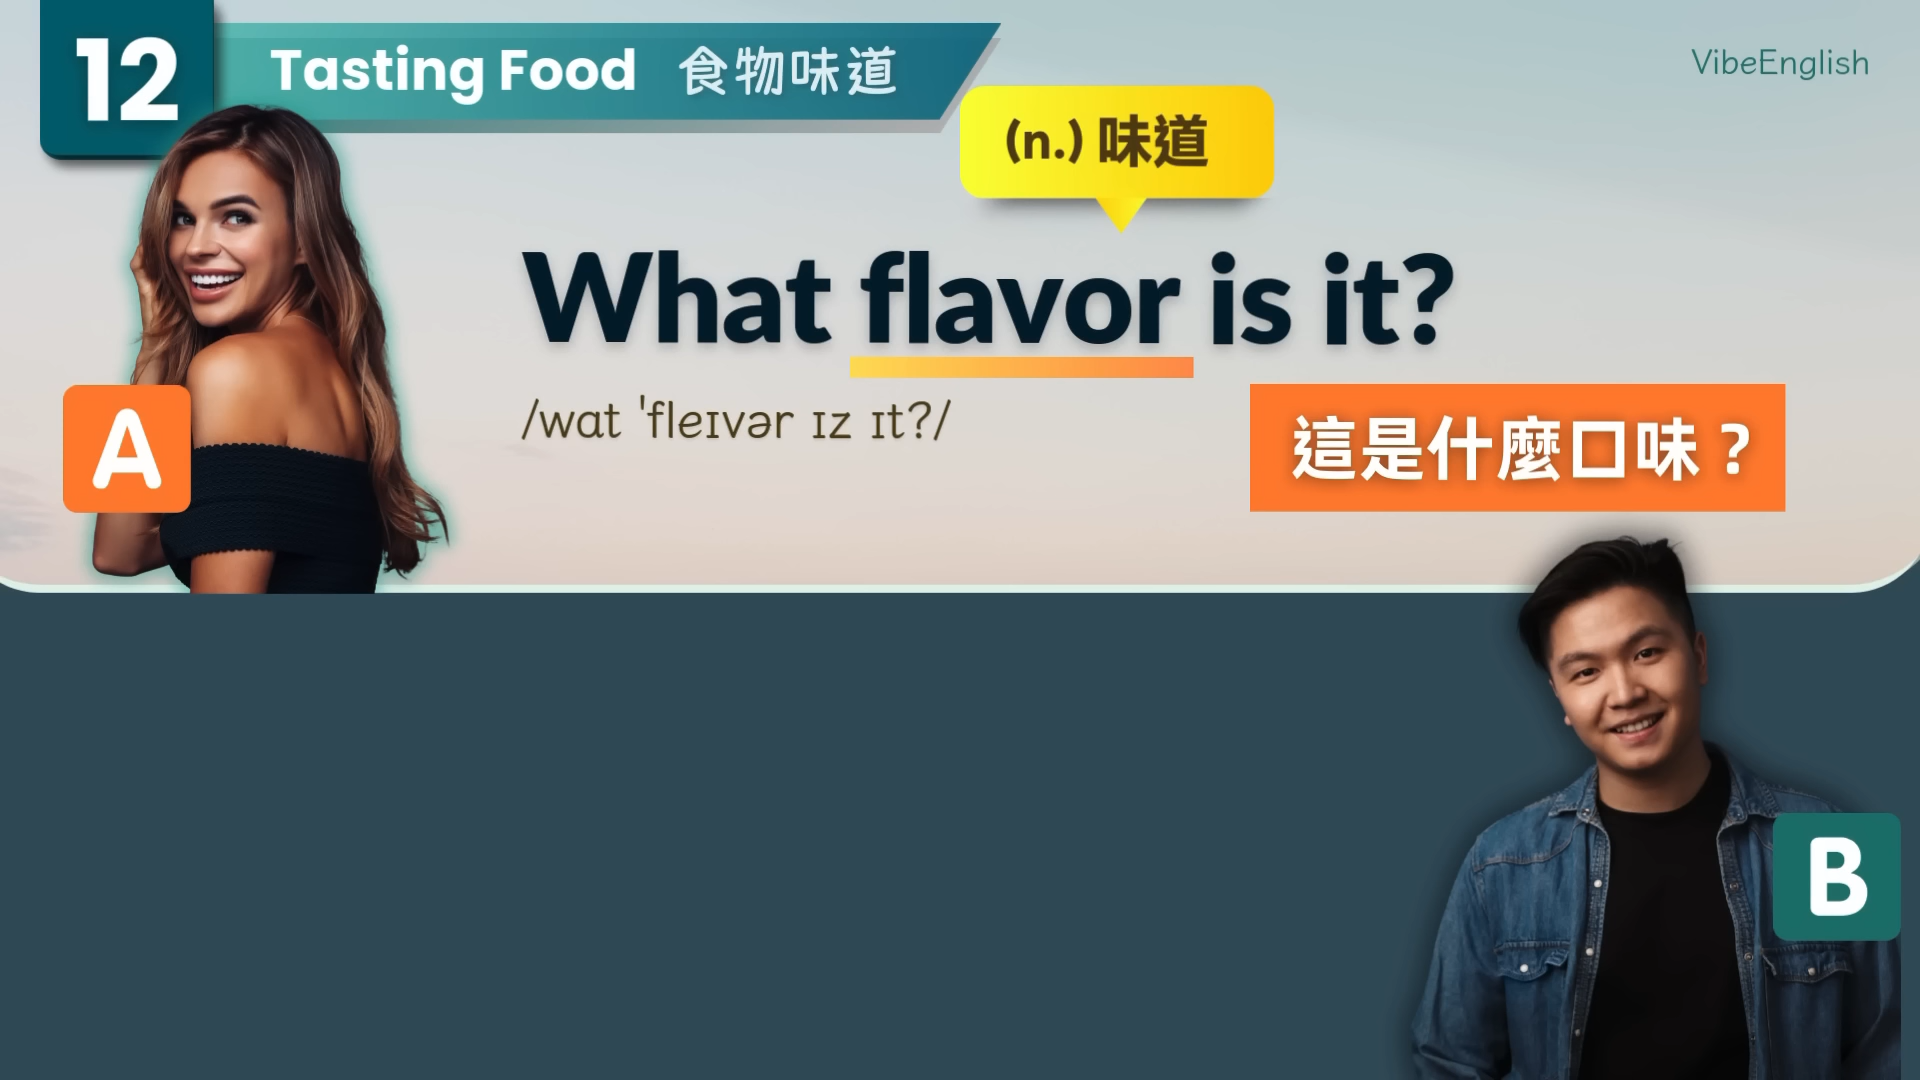 12
Tasting Food 食物味道
VibeEnglish
(n.) 味道
What flavor is it?
/wɑt ˈfleɪvər ɪz ɪt?/
這是什麼口味？
A
B